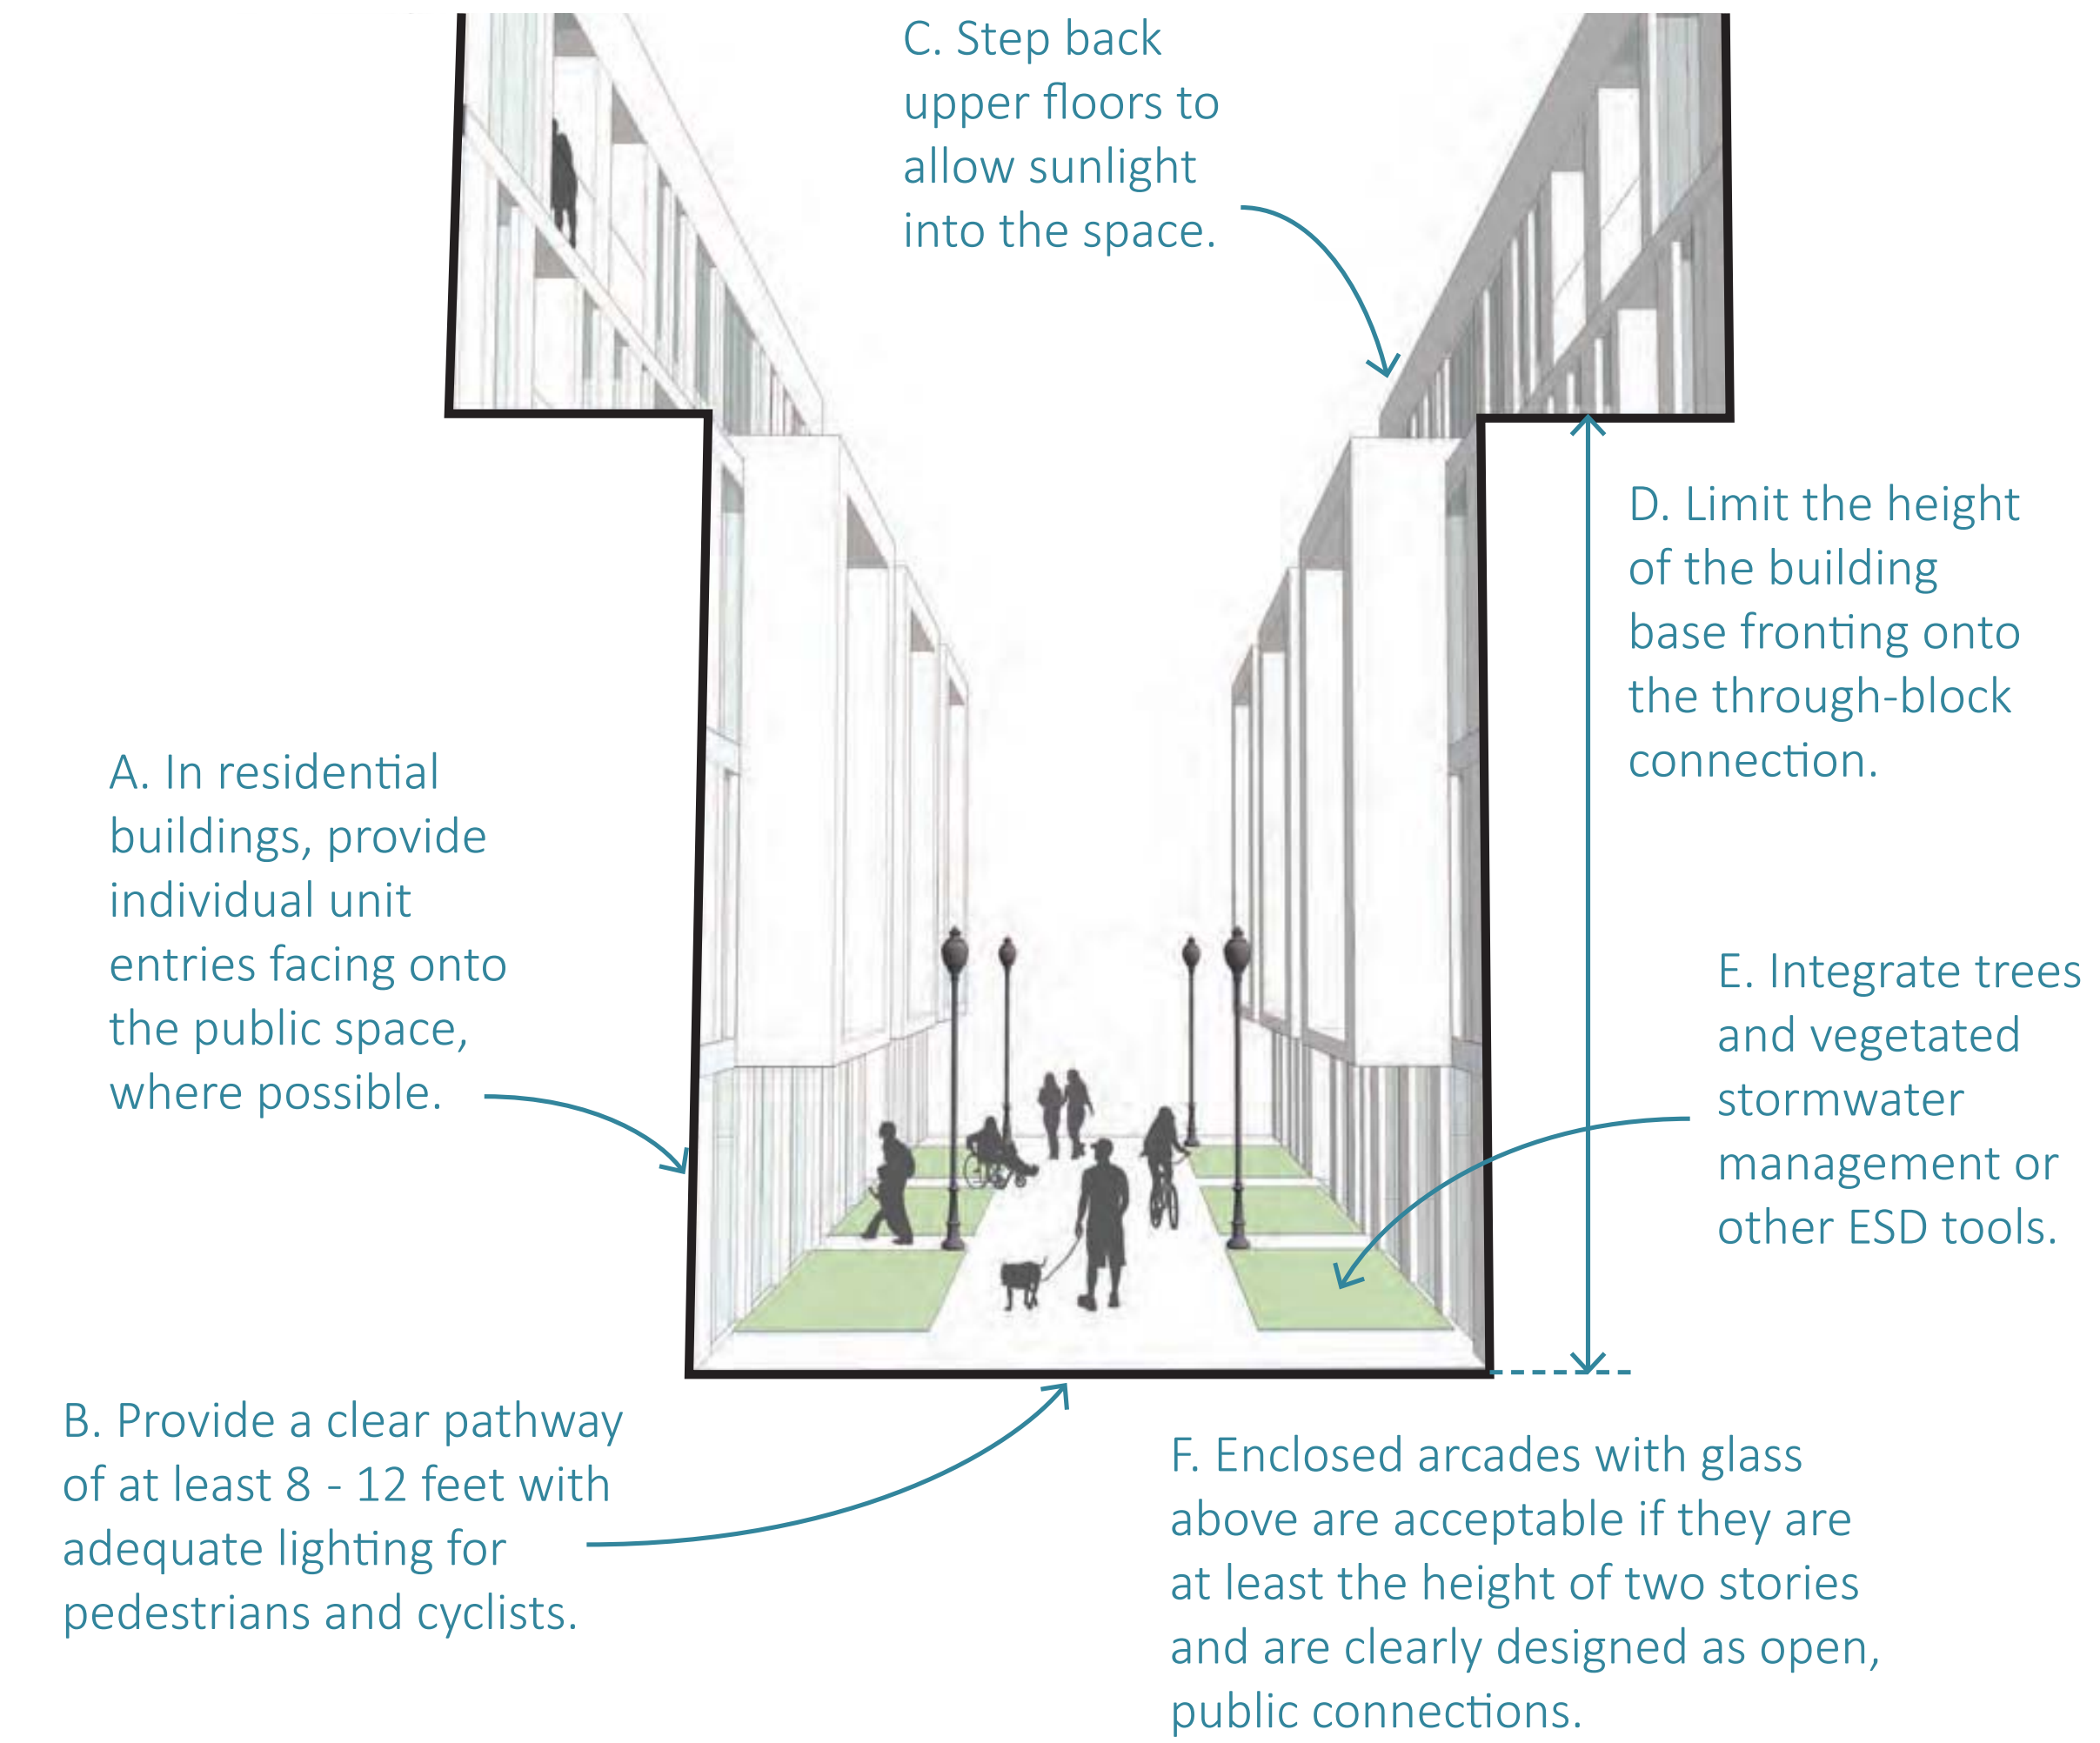 C. Step back
upper floors to
allow sunlight
into the space.
D. Limit the height
of the building
base fronting onto
the through-block
connection.
A. In residential
buildings, provide
individual unit
entries facing onto
the public space,
where possible.
E. Integrate trees
and vegetated
stormwater
management or
other ESD tools.
B. Provide a clear pathway
of at least 8 - 12 feet with
adequate lighting for
pedestrians and cyclists.
F. Enclosed arcades with glass
above are acceptable if they are
at least the height of two stories
and are clearly designed as open,
public connections.